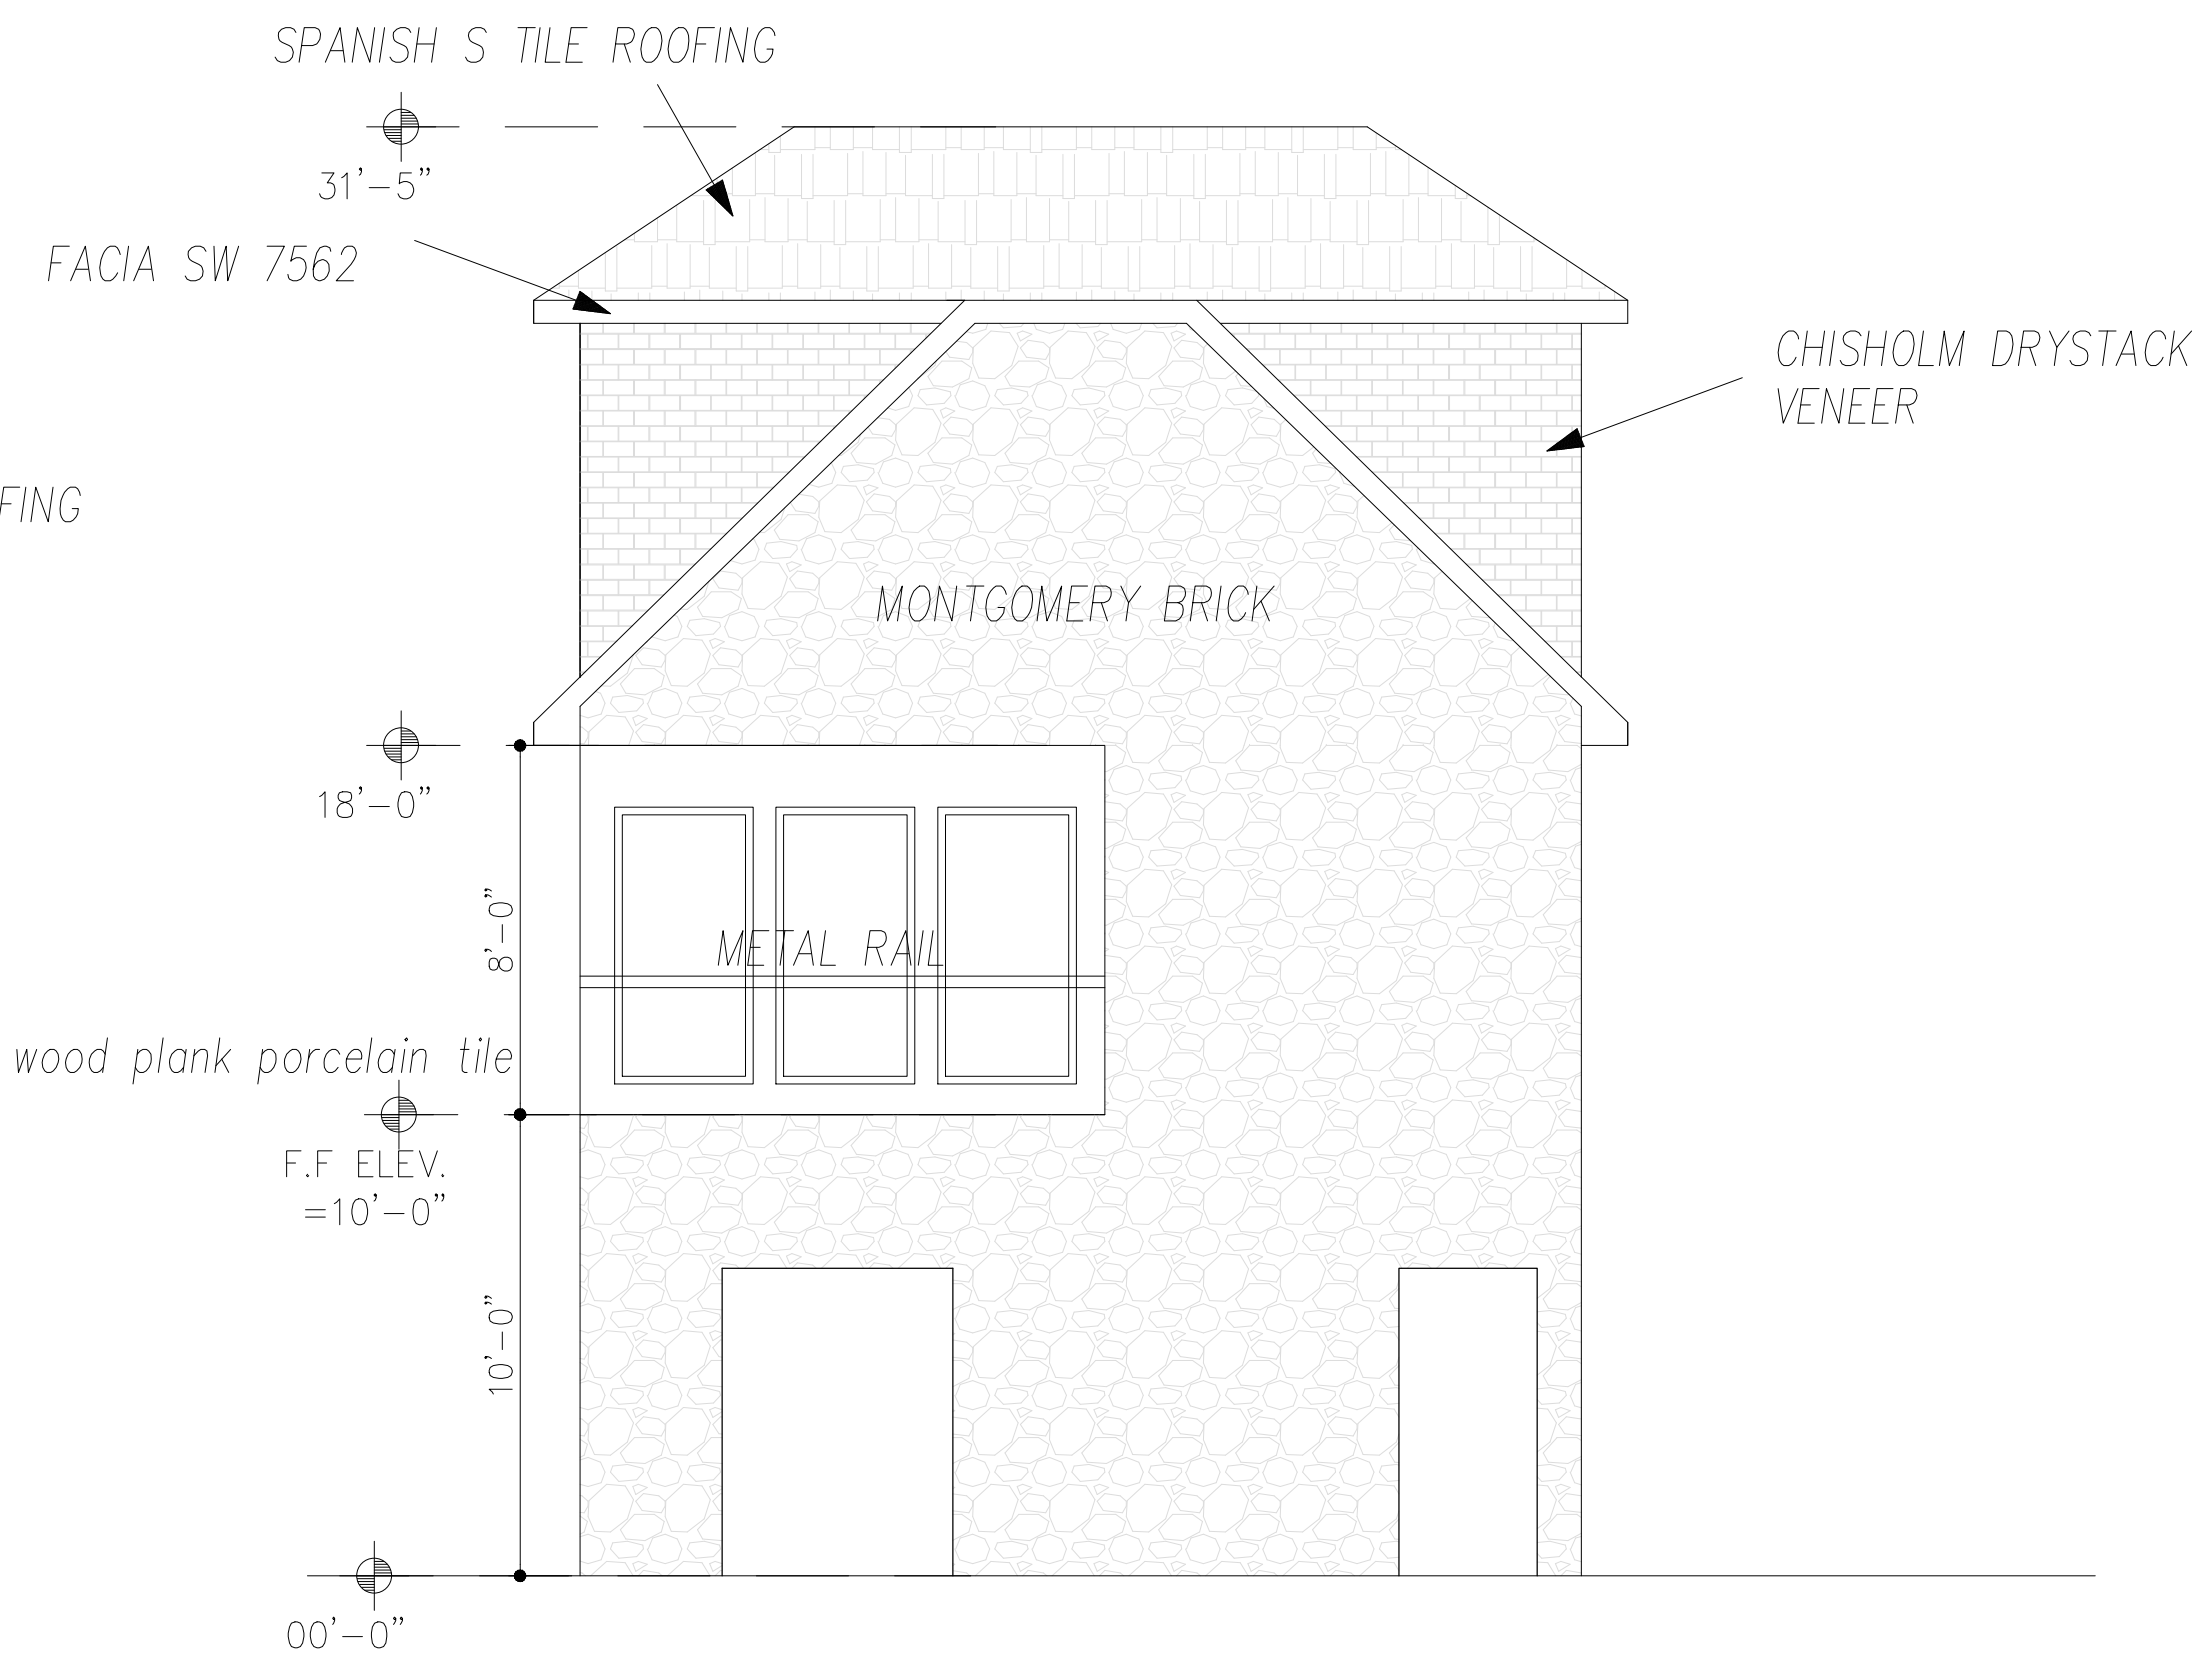 SPANISH S TILE ROOFING
31'-5"
FACIA SW 7562
CHISHOLM DRYSTACK
VENEER
FING
MONTGOMERY BRICK
18'-0"
8'-0"
METAL RAIL
wood plank porcelain tile
F.F ELEV.
=10'-0"
10'-0"
00'-0"